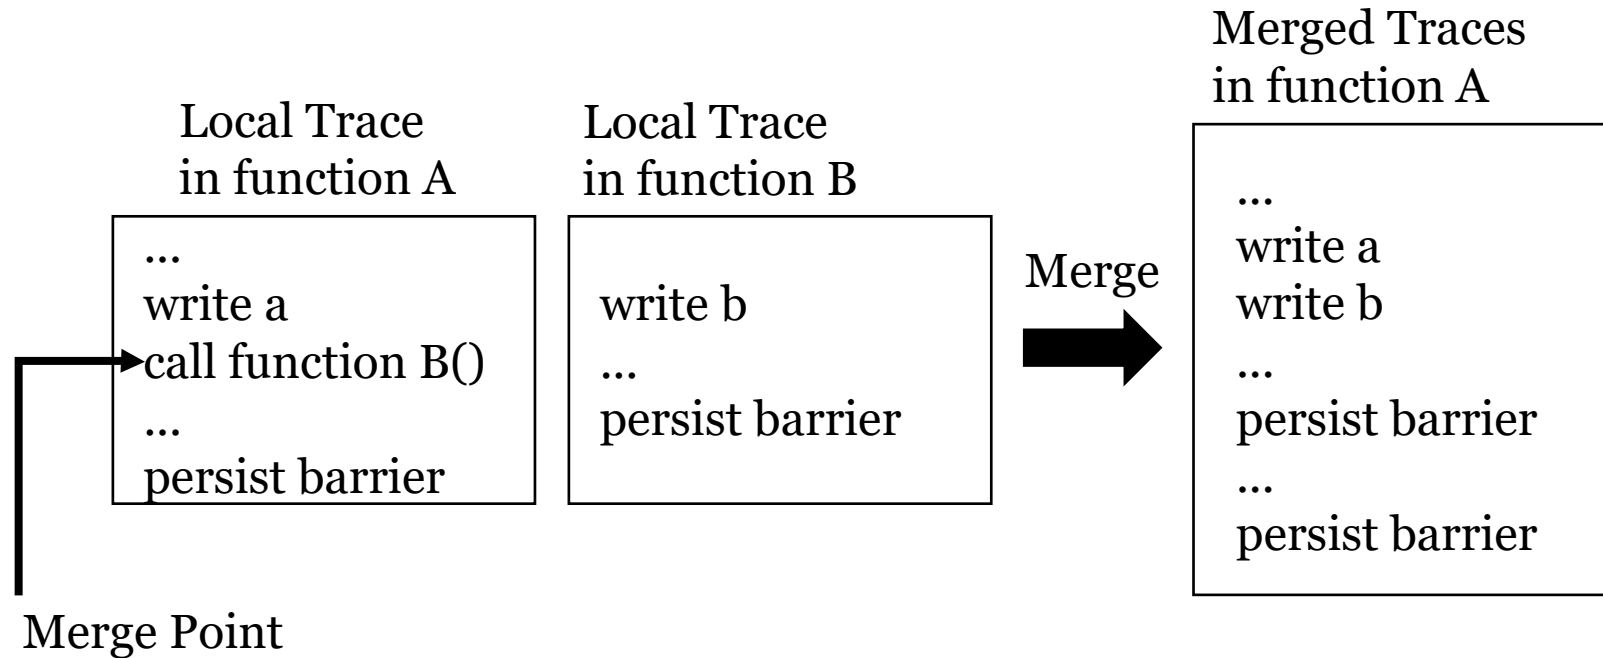 Local Trace
in function A
...
write a
call function B()
...
persist barrier
Merge Point
Local Trace
in function B
write b
...
persist barrier
Merge
Merged Traces
in function A
...
write a
write b
...
persist barrier
...
persist barrier